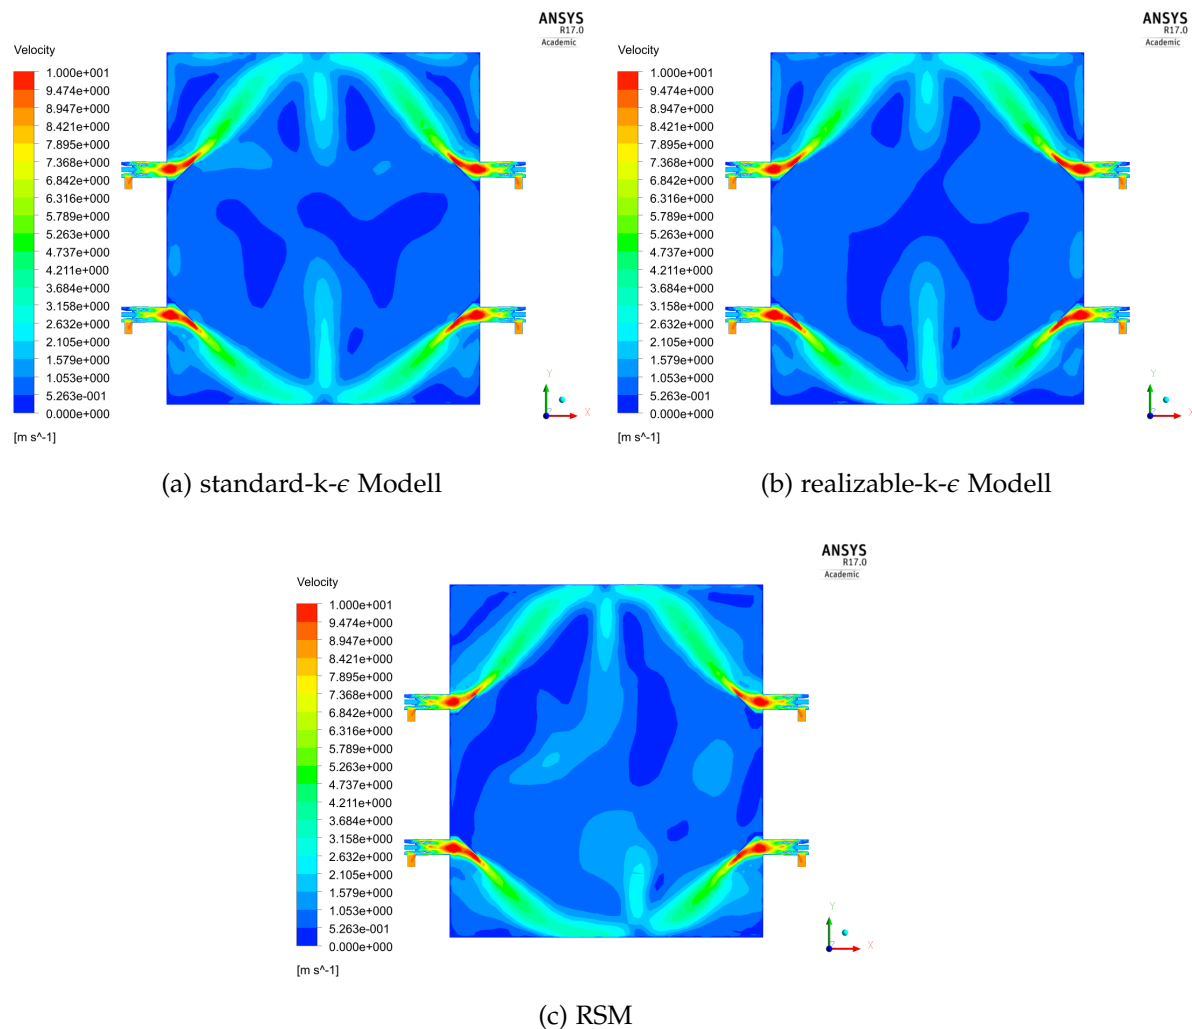 ANSYS
R17.0
Academic
Velocity
1.000e+001
9.474e+000
8.947e+000
8.421e+000
7.895e+000
7.368e+000
6.842e+000
6.316e+000
5.789e+000
5.263e+000
4.737e+000
4.211e+000
3.684e+000
3.158e+000
2.632e+000
2.105e+000
1.579e+000
1.053e+000
5.263e-001
0.000e+000
[m s^-1]
Y
X
Z
(a) standard-k-ϵ Modell
ANSYS
R17.0
Academic
Velocity
1.000e+001
9.474e+000
8.947e+000
8.421e+000
7.895e+000
7.368e+000
6.842e+000
6.316e+000
5.789e+000
5.263e+000
4.737e+000
4.211e+000
3.684e+000
3.158e+000
2.632e+000
2.105e+000
1.579e+000
1.053e+000
5.263e-001
0.000e+000
[m s^-1]
Y
X
Z
(b) realizable-k-ϵ Modell
ANSYS
R17.0
Academic
Velocity
1.000e+001
9.474e+000
8.947e+000
8.421e+000
7.895e+000
7.368e+000
6.842e+000
6.316e+000
5.789e+000
5.263e+000
4.737e+000
4.211e+000
3.684e+000
3.158e+000
2.632e+000
2.105e+000
1.579e+000
1.053e+000
5.263e-001
0.000e+000
[m s^-1]
Y
X
Z
(c) RSM